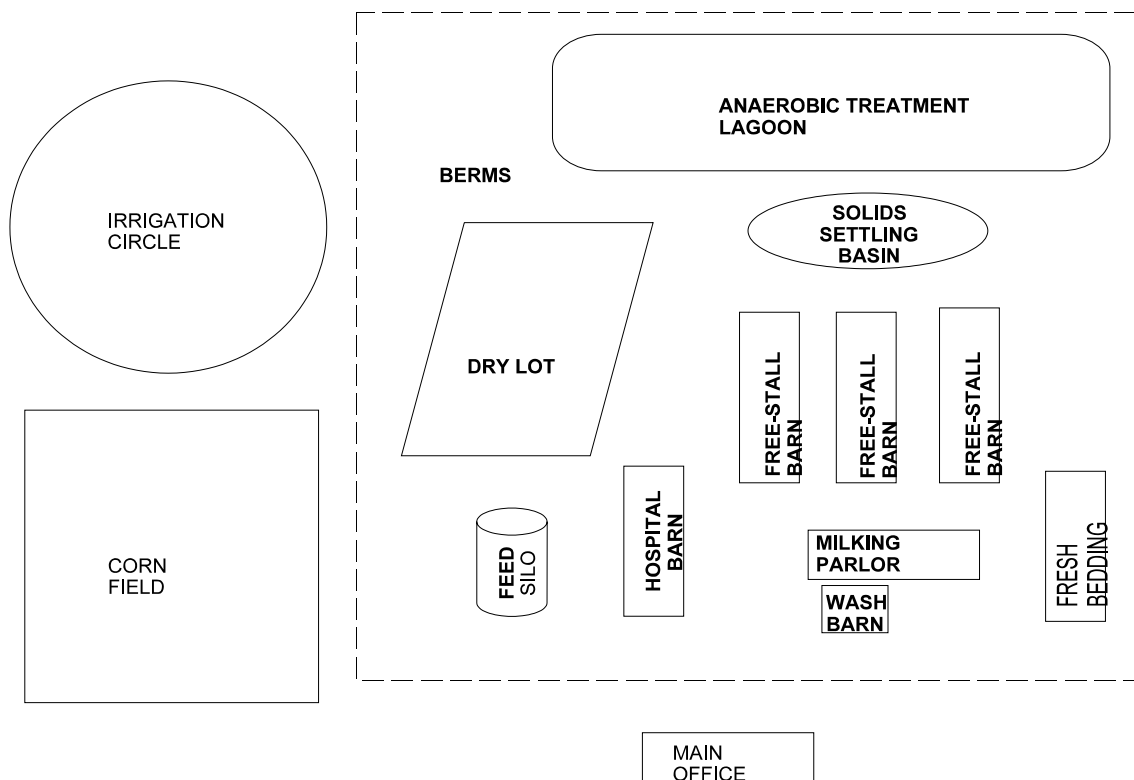 ANAEROBIC TREATMENT
LAGOON
BERMS
IRRIGATION
CIRCLE
SOLIDS
SETTLING
BASIN
DRY LOT
FREE-STALL
BARN
FREE-STALL
BARN
FREE-STALL
BARN
CORN
FIELD
FEED
SILO
HOSPITAL
BARN
MILKING
PARLOR
WASH
BARN
FRESH
BEDDING
MAIN
OFFICE